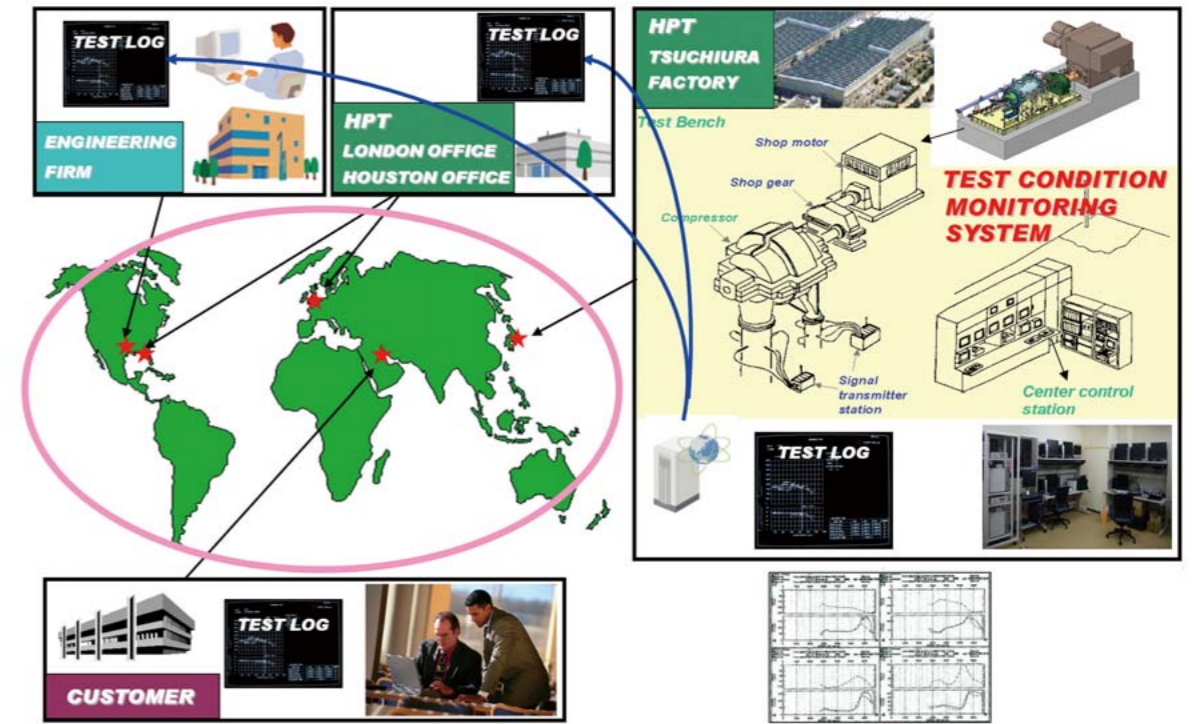 TEST LOG
ENGINEERING
FIRM
TEST LOG
HPT
LONDON OFFICE
HOUSTON OFFICE
HPT
TSUCHIURA
FACTORY
Test Bench
Shop motor
Shop gear
Compressor
TEST CONDITION
MONITORING
SYSTEM
Signal
transmitter
station
Center control
station
TEST LOG
TEST LOG
CUSTOMER